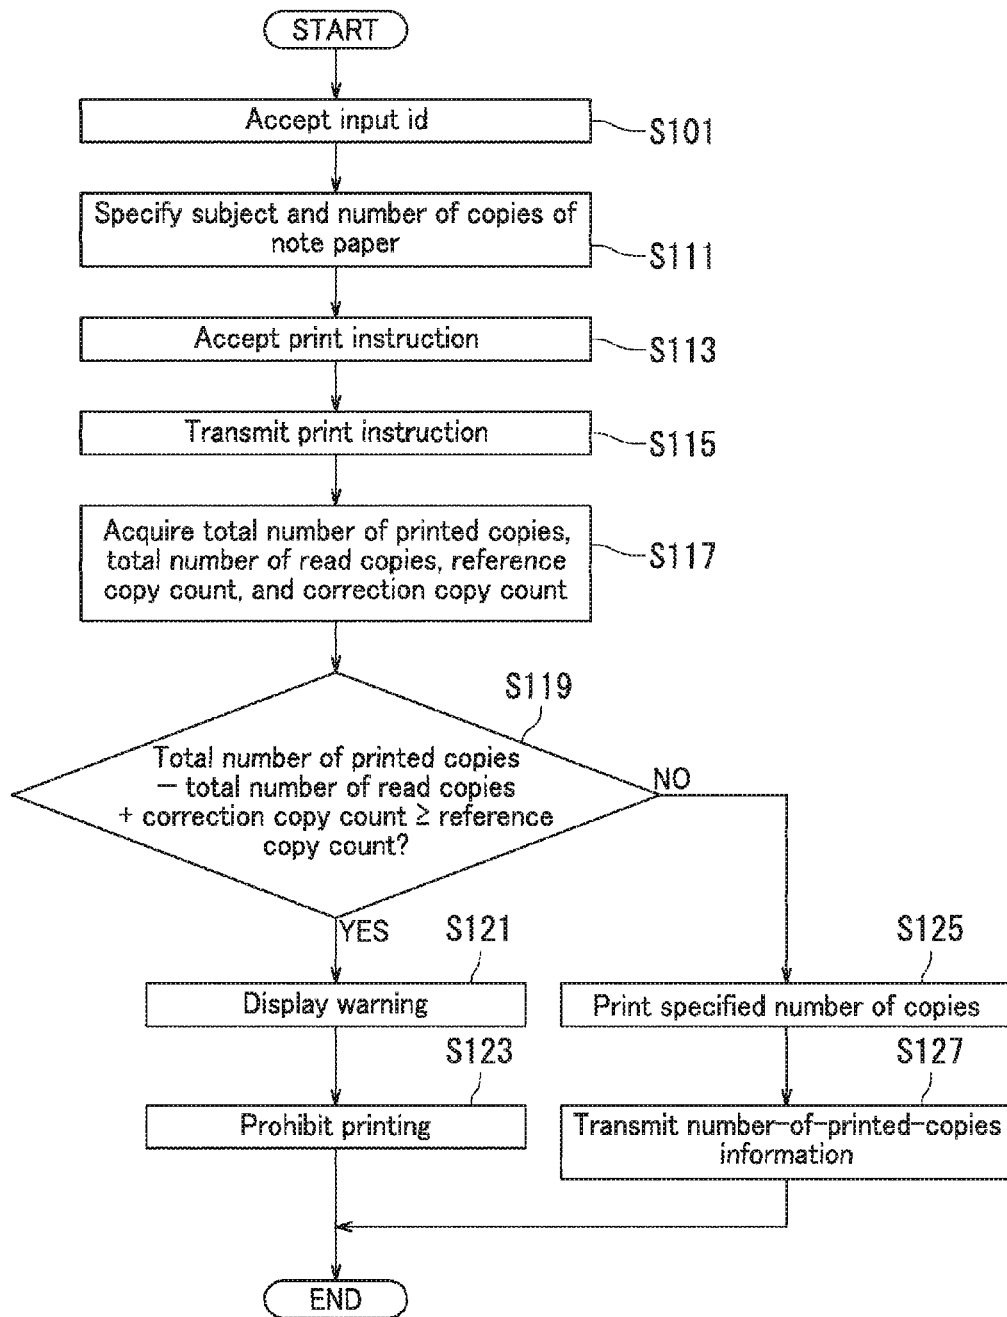 START
Accept input id
S101
Specify subject and number of copies of
note paper
S111
Accept print instruction
S113
Transmit print instruction
S115
Acquire total number of printed copies,
total number of read copies, reference
copy count, and correction copy count
S117
S119
Total number of printed copies
− total number of read copies
+ correction copy count ≥ reference
copy count?
NO
YES
S121
Display warning
S123
Prohibit printing
S125
Print specified number of copies
S127
Transmit number-of-printed-copies
information
END